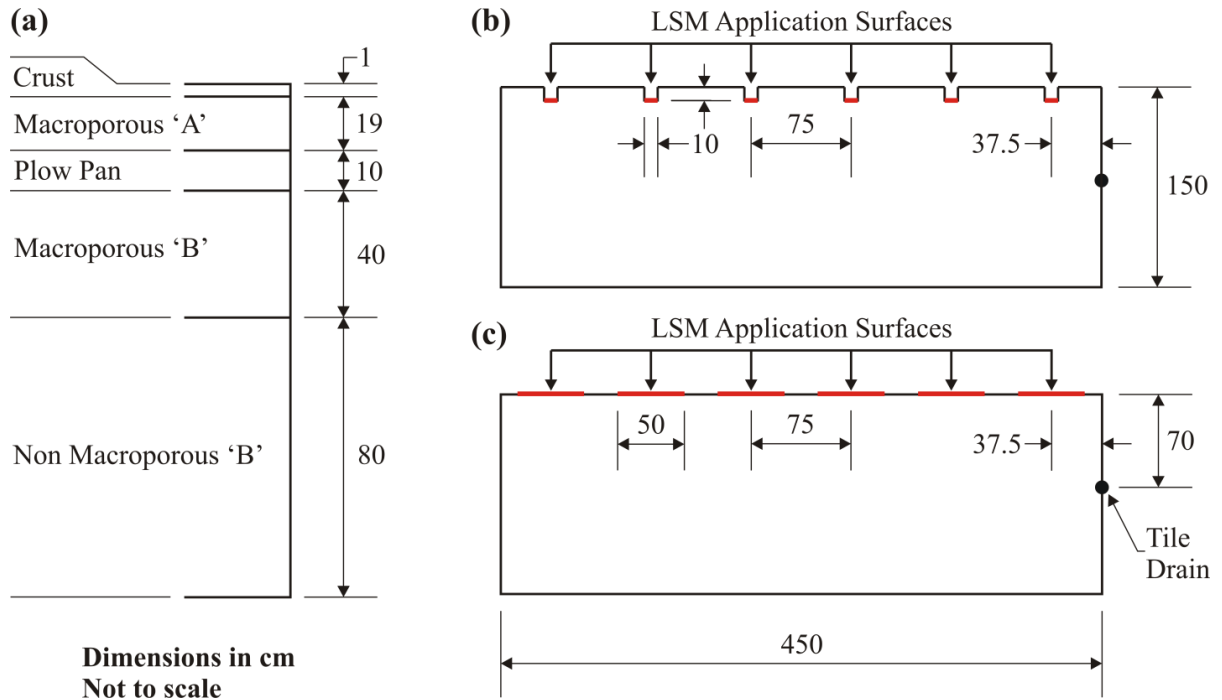 (a)
Crust
1
Macroporous ‘A’
19
Plow Pan
10
Macroporous ‘B’
40
Non Macroporous ‘B’
80
Dimensions in cm
Not to scale
(b)
LSM Application Surfaces
10
75
37.5
150
(c)
LSM Application Surfaces
50
75
37.5
70
Tile
Drain
450